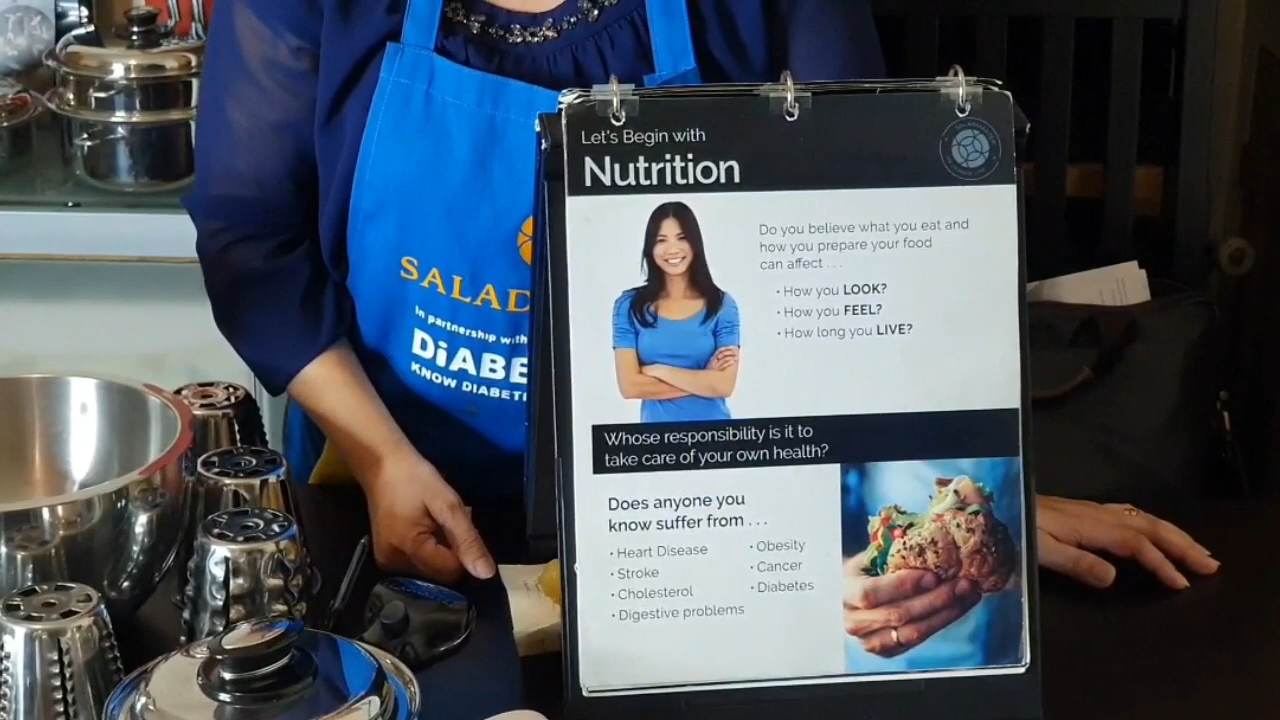 SALAD
In partnership with
DiABE
KNOW DIABET
Let's Begin with
Nutrition
Do you believe what you eat and
how you prepare your food
can affect . . .
• How you LOOK?
• How you FEEL?
• How long you LIVE?
Whose responsibility is it to
take care of your own health?
Does anyone you
know suffer from . . .
• Heart Disease
• Stroke
• Cholesterol
• Digestive problems
• Obesity
• Cancer
• Diabetes